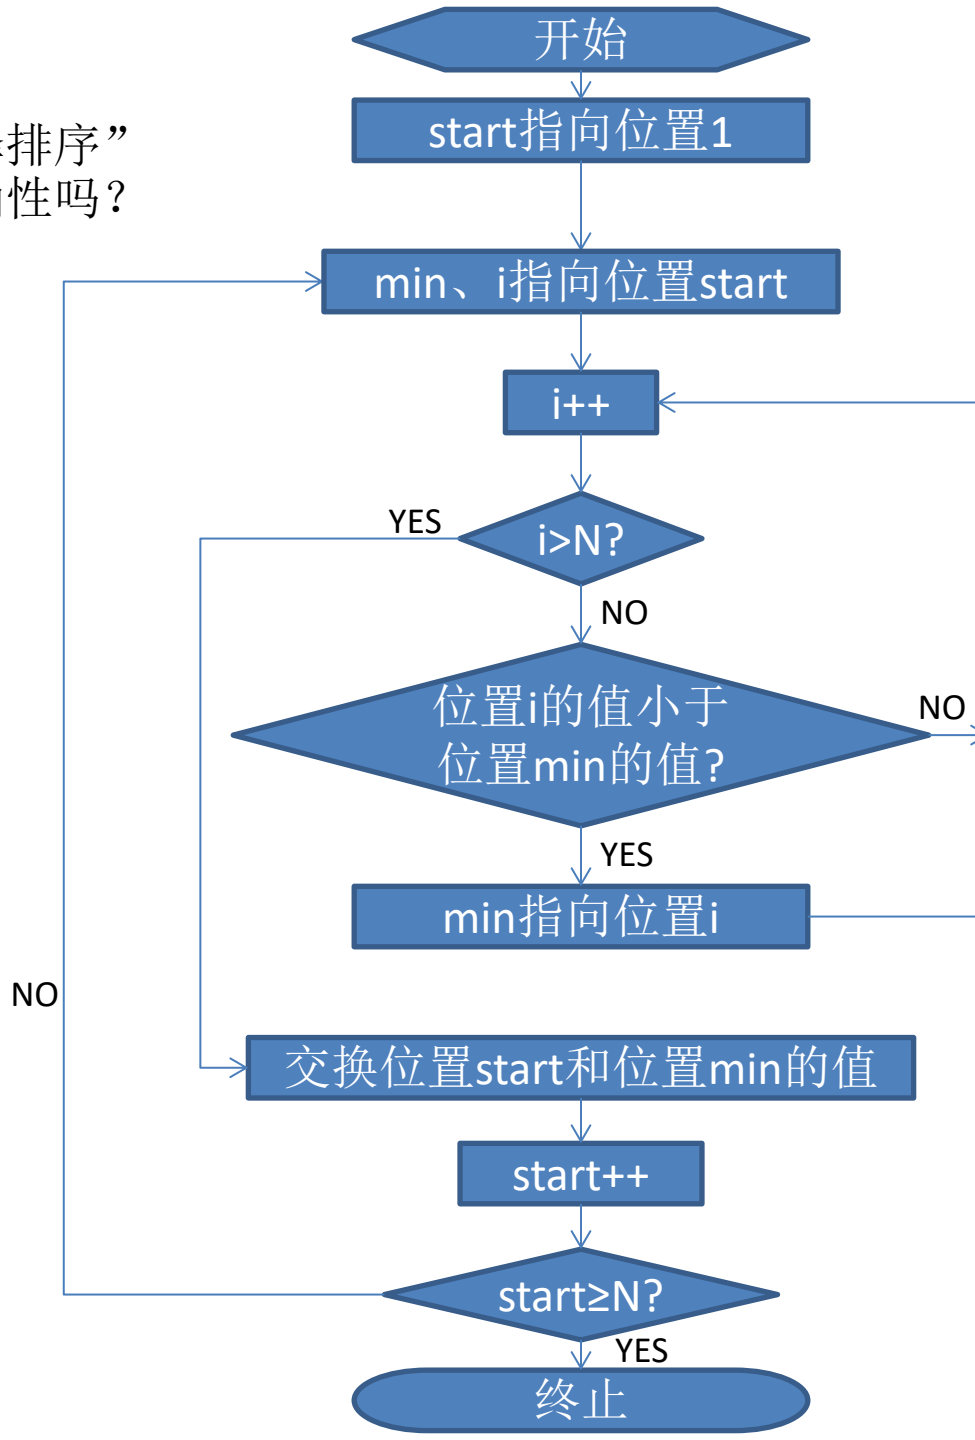 开始
start指向位置1
排序”
性吗?
min、i指向位置start
i++
YES
i>N?
NO
位置i的值小于
位置min的值?
NO
YES
min指向位置i
NO
交换位置start和位置min的值
start++
start≥N?
YES
终止